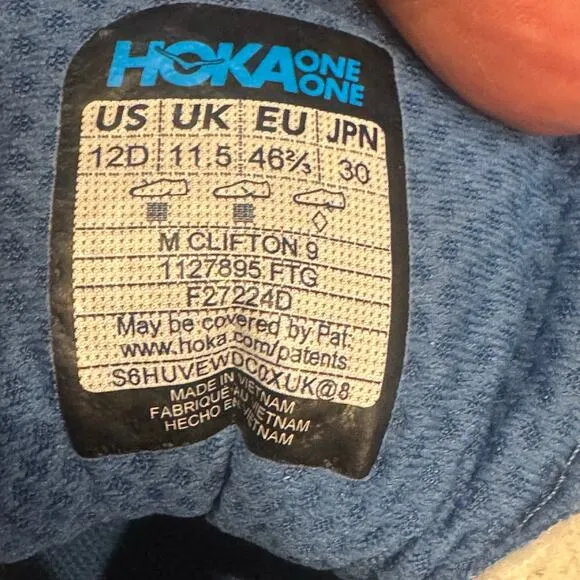 HOKA ONE ONE
US UK EU JPN
12D 11.5 46⅔ 30
M CLIFTON 9
1127895 FTG
F27224D
May be covered by Pat.
www.hoka.com/patents
S6HUVEWDC0XUK@8
MADE IN VIETNAM
FABRIQUE AU VIETNAM
HECHO EN VIETNAM